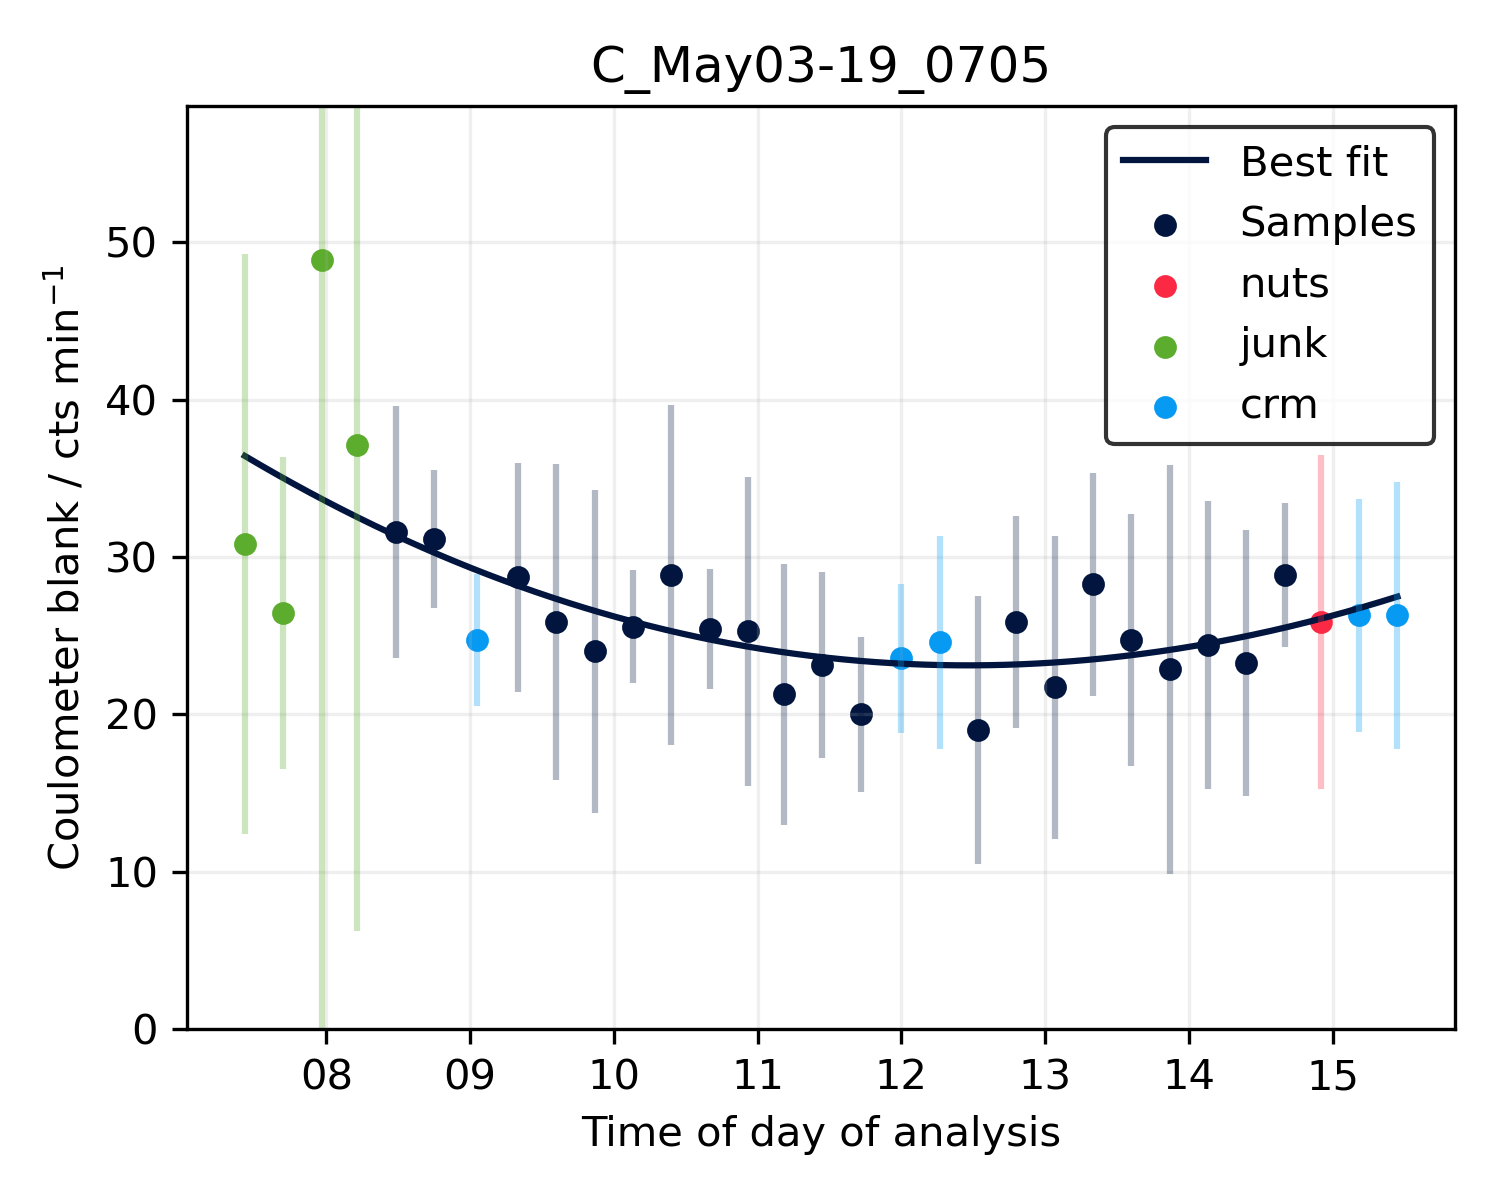 C_May03-19_0705
Best fit
Samples
nuts
junk
crm
Coulometer blank / cts min⁻¹
50
40
30
20
10
0
08 09 10 11 12 13 14 15
Time of day of analysis